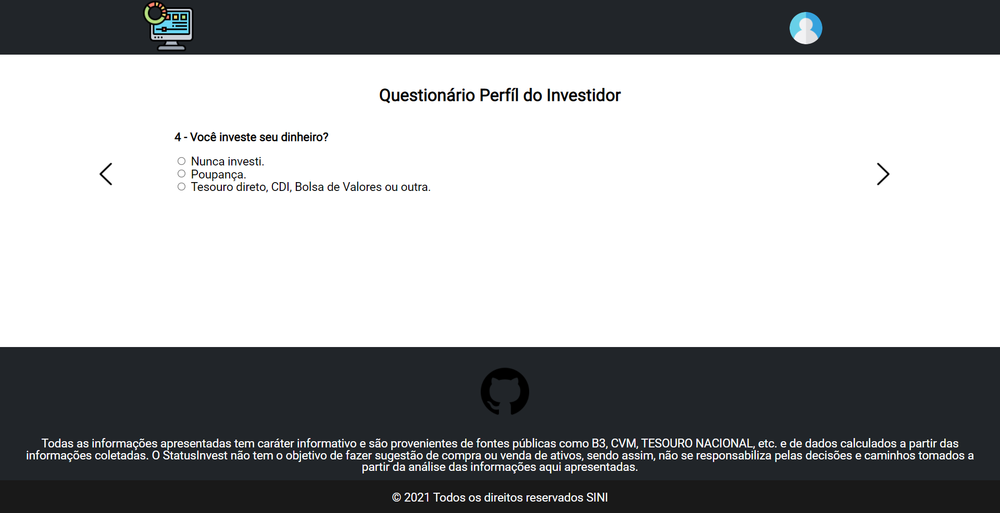 Questionário Perfíl do Investidor
4 - Você investe seu dinheiro?
Nunca investi.
Poupança.
Tesouro direto, CDI, Bolsa de Valores ou outra.
Todas as informações apresentadas tem caráter informativo e são provenientes de fontes públicas como B3, CVM, TESOURO NACIONAL, etc. e de dados calculados a partir das
informações coletadas. O StatusInvest não tem o objetivo de fazer sugestão de compra ou venda de ativos, sendo assim, não se responsabiliza pelas decisões e caminhos tomados a
partir da análise das informações aqui apresentadas.
© 2021 Todos os direitos reservados SINI